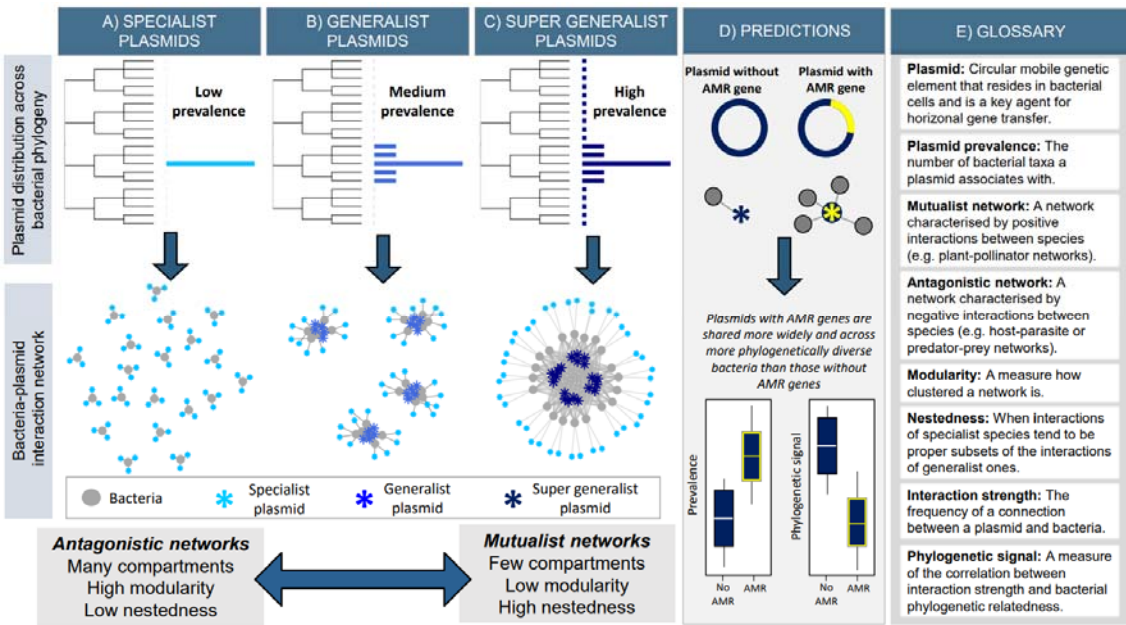 A) SPECIALIST
PLASMIDS
B) GENERALIST
PLASMIDS
C) SUPER GENERALIST
PLASMIDS
D) PREDICTIONS
E) GLOSSARY
Plasmid distribution across
bacterial phylogeny
Low
prevalence
Medium
prevalence
High
prevalence
Bacteria-plasmid
interaction network
Bacteria
Specialist
plasmid
Generalist
plasmid
Super generalist
plasmid
Antagonistic networks
Many compartments
High modularity
Low nestedness
Mutualist networks
Few compartments
Low modularity
High nestedness
Plasmid without
AMR gene
Plasmid with
AMR gene
Plasmids with AMR genes are
shared more widely and across
more phylogenetically diverse
bacteria than those without
AMR genes
Prevalence
No
AMR
AMR
Phylogenetic signal
No
AMR
AMR
Plasmid: Circular mobile genetic
element that resides in bacterial
cells and is a key agent for
horizonal gene transfer.
Plasmid prevalence: The
number of bacterial taxa a
plasmid associates with.
Mutualist network: A network
characterised by positive
interactions between species
(e.g. plant-pollinator networks).
Antagonistic network: A
network characterised by
negative interactions between
species (e.g. host-parasite or
predator-prey networks).
Modularity: A measure how
clustered a network is.
Nestedness: When interactions
of specialist species tend to be
proper subsets of the interactions
of generalist ones.
Interaction strength: The
frequency of a connection
between a plasmid and bacteria.
Phylogenetic signal: A measure
of the correlation between
interaction strength and bacterial
phylogenetic relatedness.